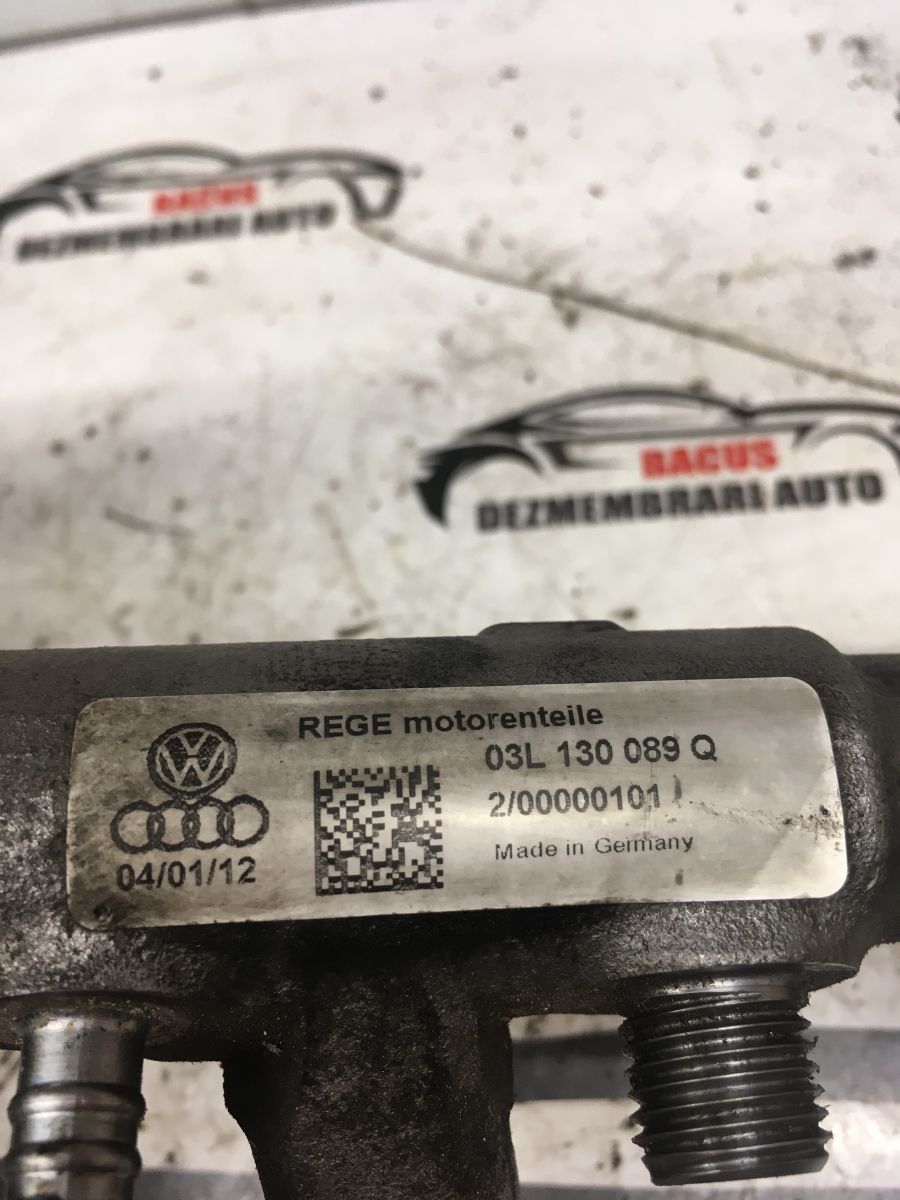 BACUS
DEZMEMBRARI AUTO
BACUS
DEZMEMBRARI AUTO
REGE motorenteile
03L 130 089 Q
2/00000101
Made in Germany
04/01/12